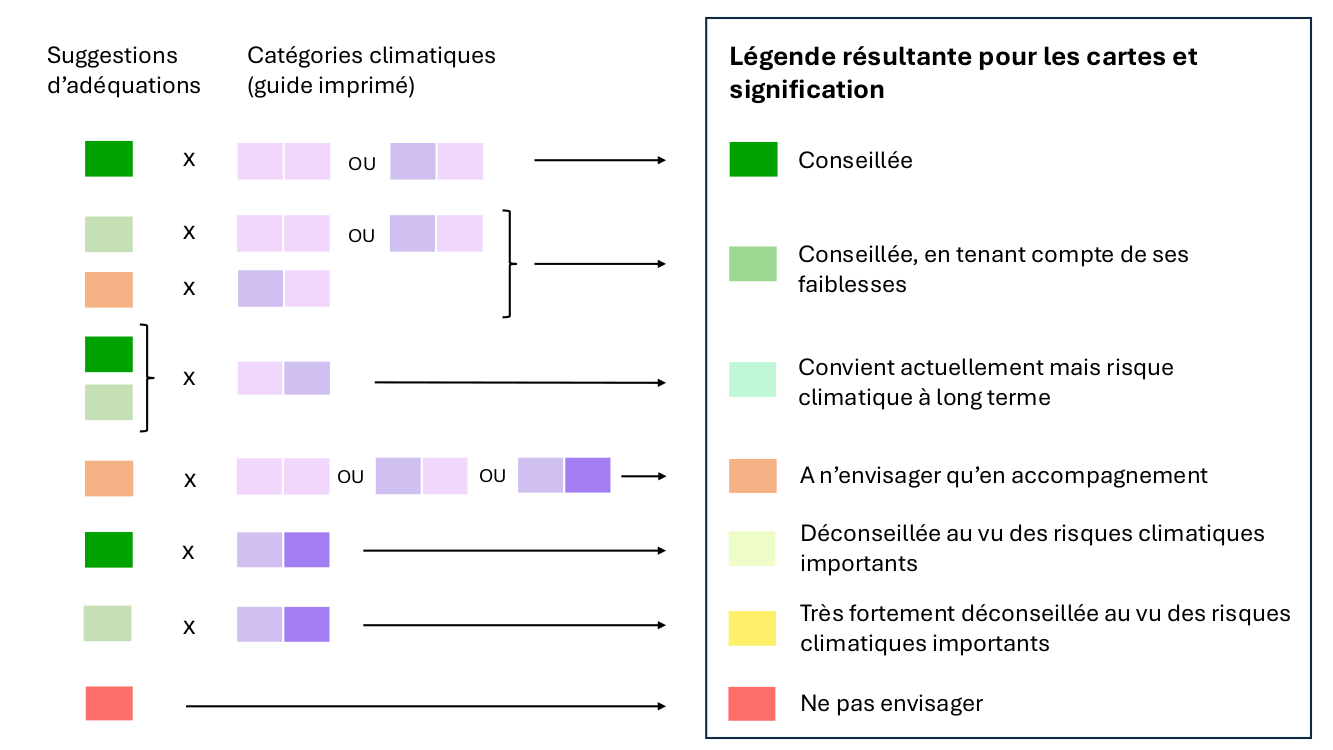 Suggestions
d'adéquations
Catégories climatiques
(guide imprimé)
Légende résultante pour les cartes et
signification
x
OU
Conseillée
x
OU
x
Conseillée, en tenant compte de ses
faiblesses
x
Convient actuellement mais risque
climatique à long terme
x
OU
OU
A n'envisager qu'en accompagnement
x
Déconseillée au vu des risques climatiques
importants
x
Très fortement déconseillée au vu des risques
climatiques importants
Ne pas envisager